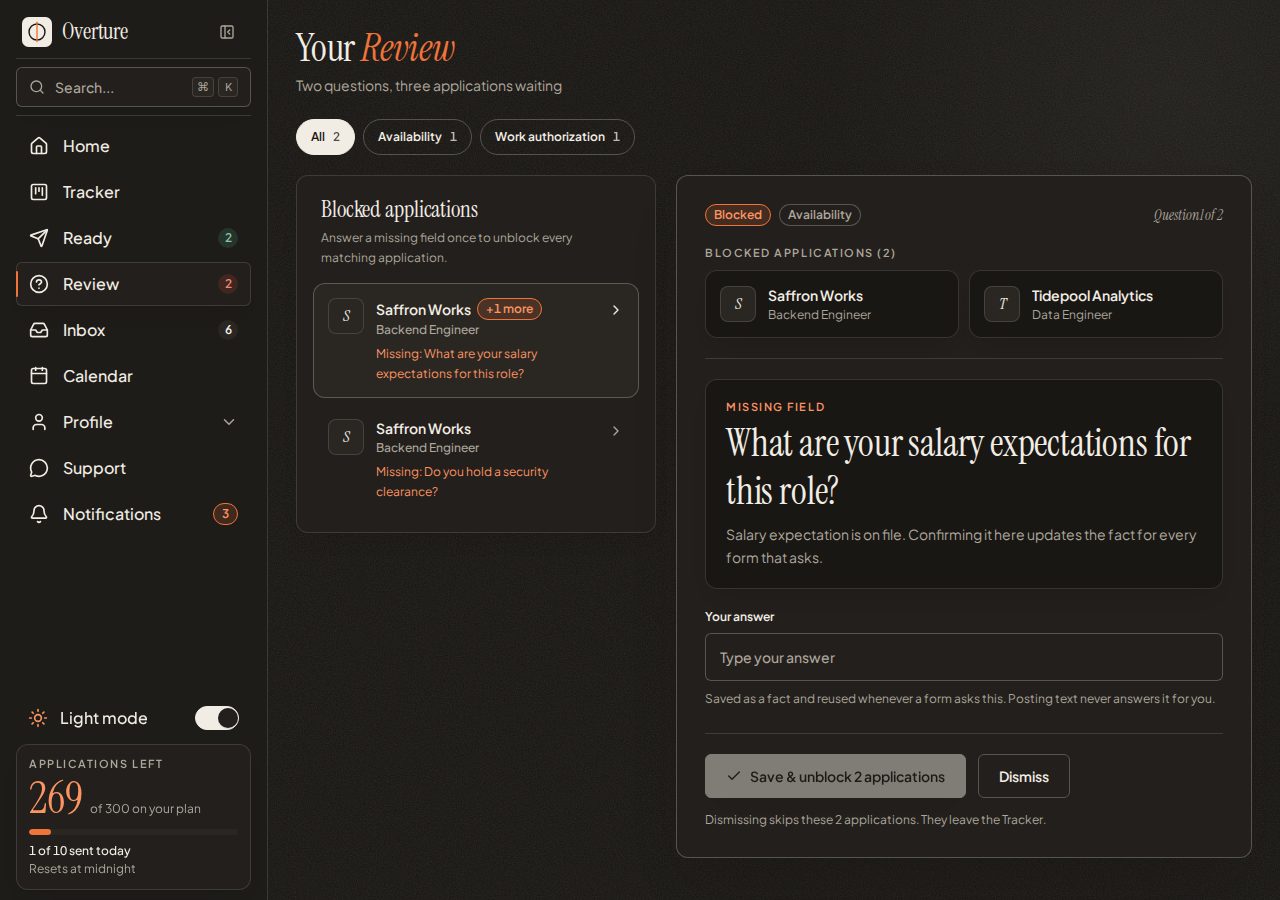 Overture
Search...
⌘ K
Home
Tracker
Ready 2
Review 2
Inbox 6
Calendar
Profile
Support
Notifications 3
Light mode
APPLICATIONS LEFT
269 of 300 on your plan
1 of 10 sent today
Resets at midnight
Your Review
Two questions, three applications waiting
All 2
Availability 1
Work authorization 1
Blocked applications
Answer a missing field once to unblock every
matching application.
S
Saffron Works +1 more
Backend Engineer
Missing: What are your salary
expectations for this role?
S
Saffron Works
Backend Engineer
Missing: Do you hold a security
clearance?
Blocked
Availability
Question 1 of 2
BLOCKED APPLICATIONS (2)
S
Saffron Works
Backend Engineer
T
Tidepool Analytics
Data Engineer
MISSING FIELD
What are your salary expectations for
this role?
Salary expectation is on file. Confirming it here updates the fact for every
form that asks.
Your answer
Type your answer
Saved as a fact and reused whenever a form asks this. Posting text never answers it for you.
Save & unblock 2 applications
Dismiss
Dismissing skips these 2 applications. They leave the Tracker.